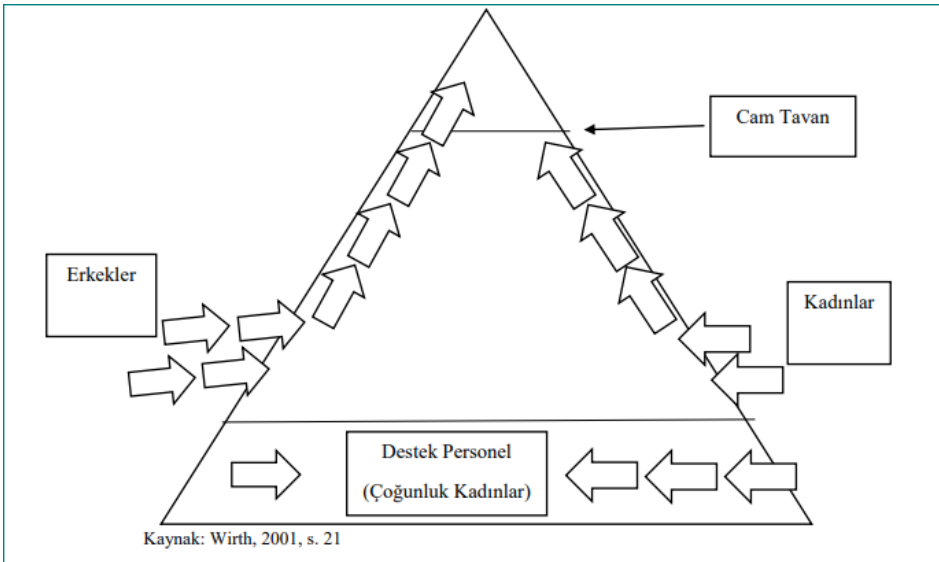 Cam Tavan
Erkekler
Kadınlar
Destek Personel
(Çoğunluk Kadınlar)
Kaynak: Wirth, 2001, s. 21